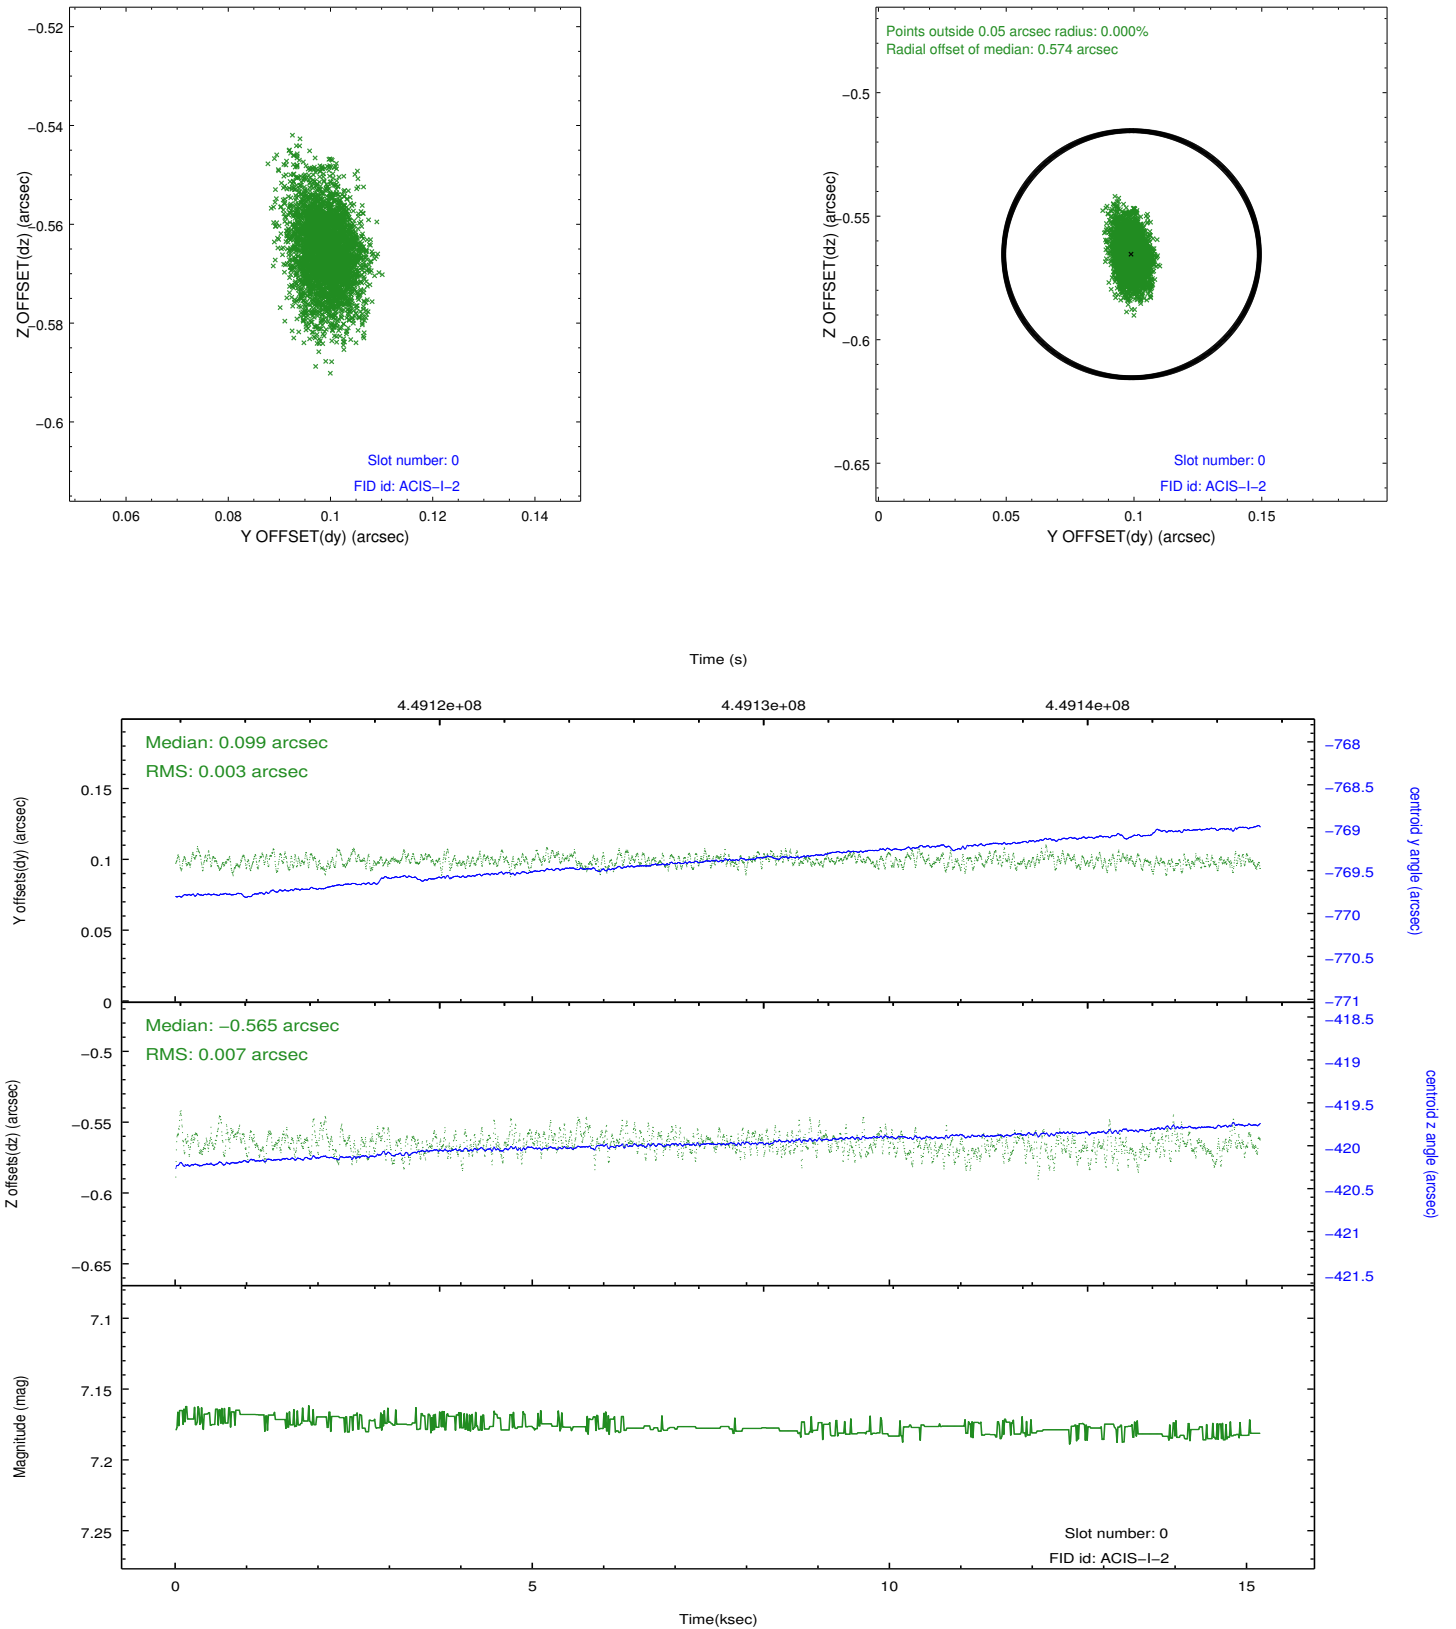 −0.52
−0.54
−0.56
−0.58
−0.6
Z OFFSET(dz) (arcsec)
Slot number: 0
FID id: ACIS−I−2
0.06
0.08
0.1
0.12
0.14
Y OFFSET(dy) (arcsec)
Points outside 0.05 arcsec radius: 0.000%
Radial offset of median: 0.574 arcsec
−0.5
−0.55
−0.6
−0.65
Z OFFSET(dz) (arcsec)
Slot number: 0
FID id: ACIS−I−2
0
0.05
0.1
0.15
Y OFFSET(dy) (arcsec)
Time (s)
4.4912e+08
4.4913e+08
4.4914e+08
Median: 0.099 arcsec
RMS: 0.003 arcsec
0.15
0.1
0.05
0
Y offsets(dy) (arcsec)
−768
−768.5
−769
−769.5
−770
−770.5
−771
centroid y angle (arcsec)
Median: −0.565 arcsec
RMS: 0.007 arcsec
−0.5
−0.55
−0.6
−0.65
Z offsets(dz) (arcsec)
−418.5
−419
−419.5
−420
−420.5
−421
−421.5
centroid z angle (arcsec)
7.1
7.15
7.2
7.25
Magnitude (mag)
Slot number: 0
FID id: ACIS−I−2
0
5
10
15
Time(ksec)